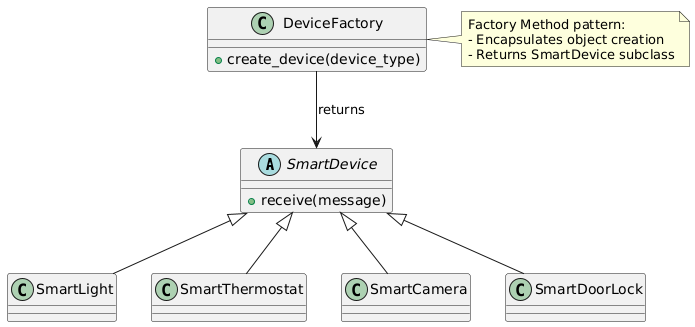 C DeviceFactory
create_device(device_type)
Factory Method pattern:
- Encapsulates object creation
- Returns SmartDevice subclass
returns
A SmartDevice
receive(message)
C SmartLight
C SmartThermostat
C SmartCamera
C SmartDoorLock